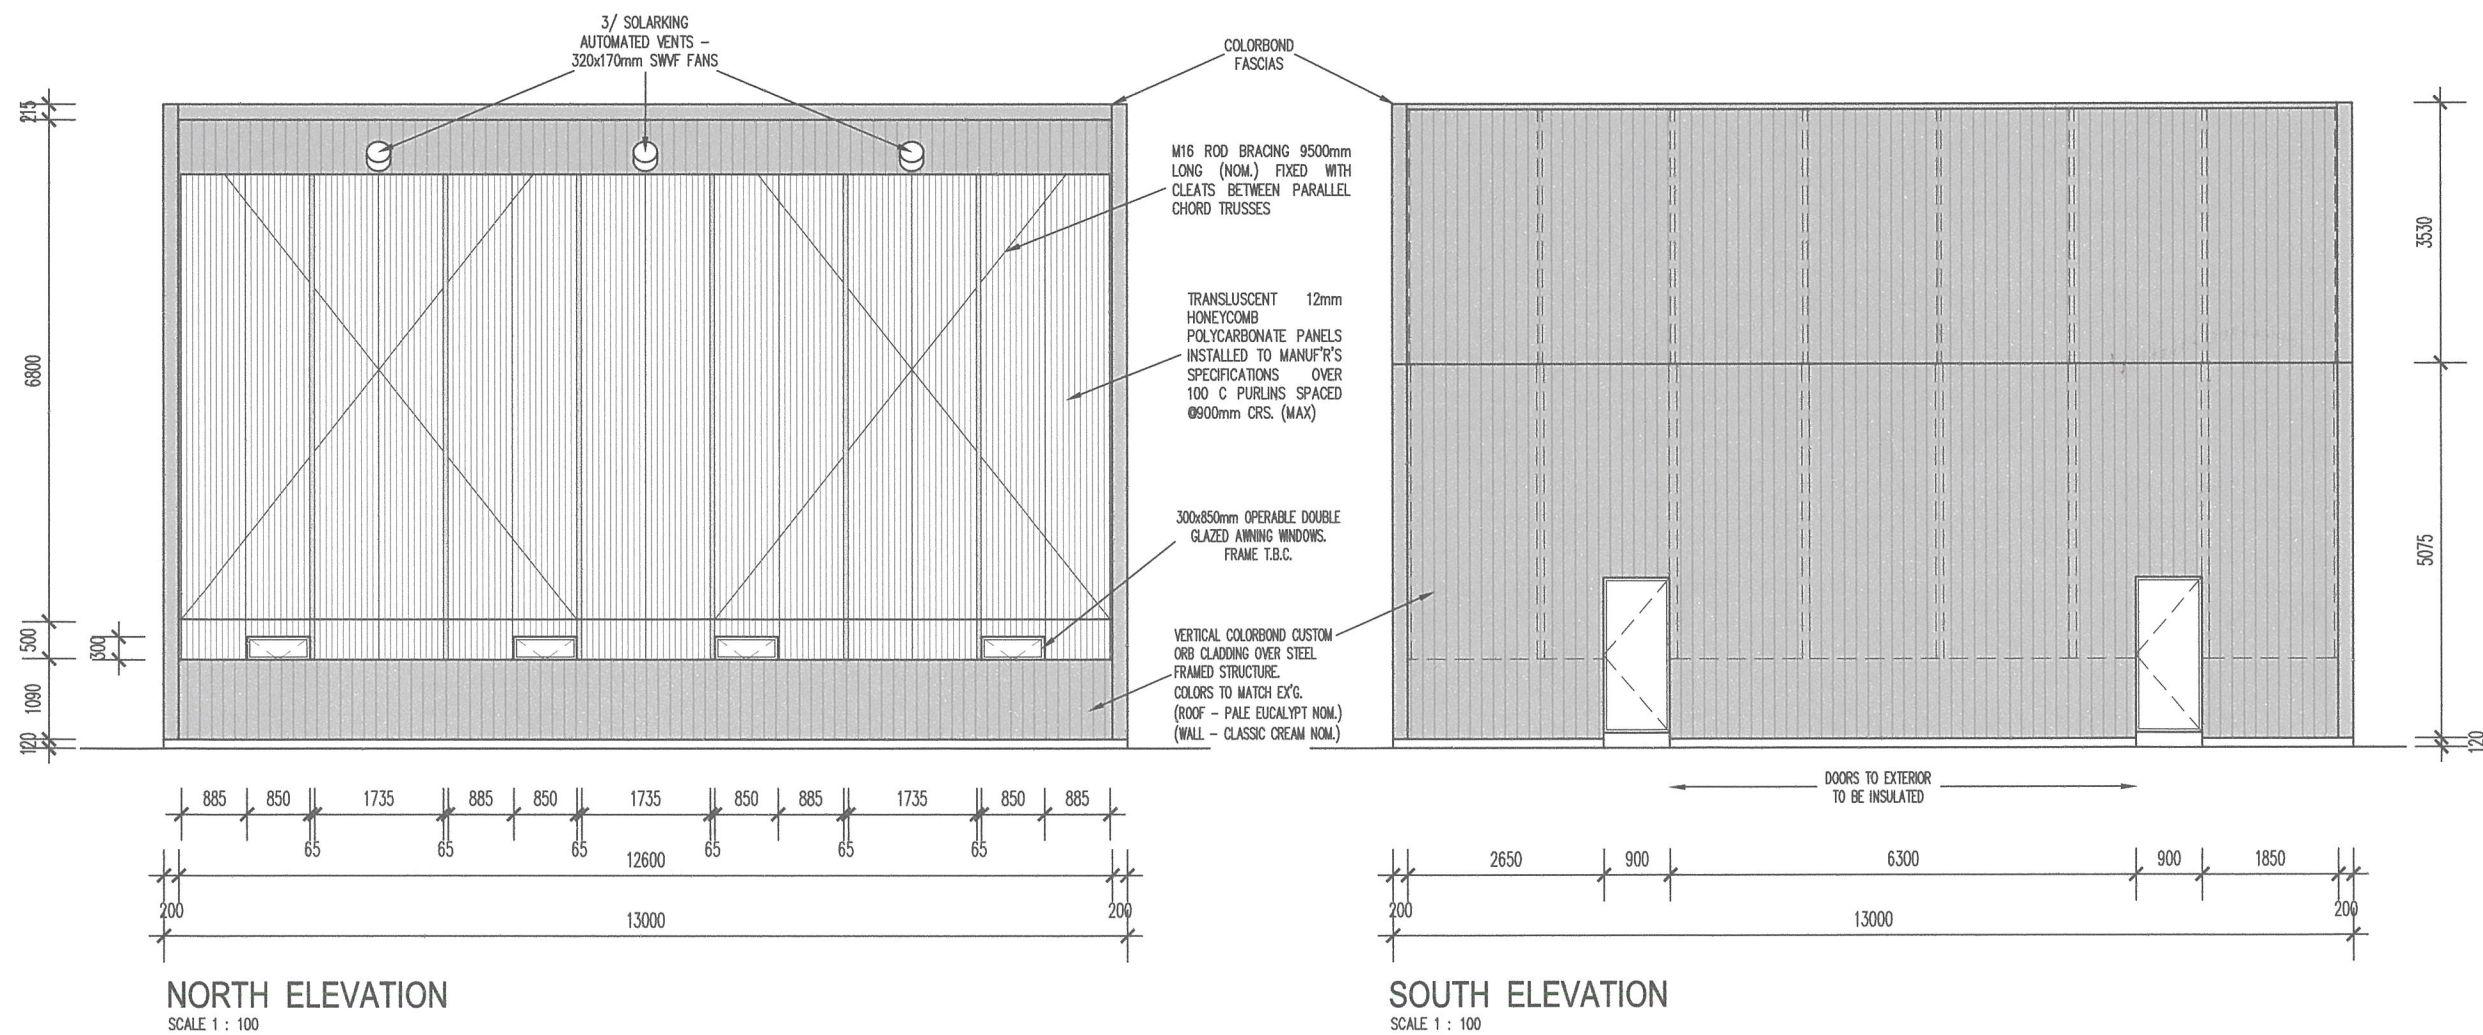 3/ SOLARKING
AUTOMATED VENTS –
320x170mm SWVF FANS
COLORBOND
FASCIAS
M16 ROD BRACING 9500mm
LONG (NOM.) FIXED WITH
CLEATS BETWEEN PARALLEL
CHORD TRUSSES
TRANSLUSCENT 12mm
HONEYCOMB
POLYCARBONATE PANELS
INSTALLED TO MANUF'R'S
SPECIFICATIONS OVER
100 C PURLINS SPACED
@900mm CRS. (MAX)
300x850mm OPERABLE DOUBLE
GLAZED AWNING WINDOWS.
FRAME T.B.C.
VERTICAL COLORBOND CUSTOM
ORB CLADDING OVER STEEL
FRAMED STRUCTURE.
COLORS TO MATCH EX'G.
(ROOF – PALE EUCALYPT NOM.)
(WALL – CLASSIC CREAM NOM.)
215
6800
500
300
1090
120
885 850 1735 885 850 1735 850 885 1735 850 885
65 65 65 65 65 65
12600
200 200
13000
NORTH ELEVATION
SCALE 1 : 100
3530
5075
120
DOORS TO EXTERIOR
TO BE INSULATED
2650 900 6300 900 1850
200 200
13000
SOUTH ELEVATION
SCALE 1 : 100